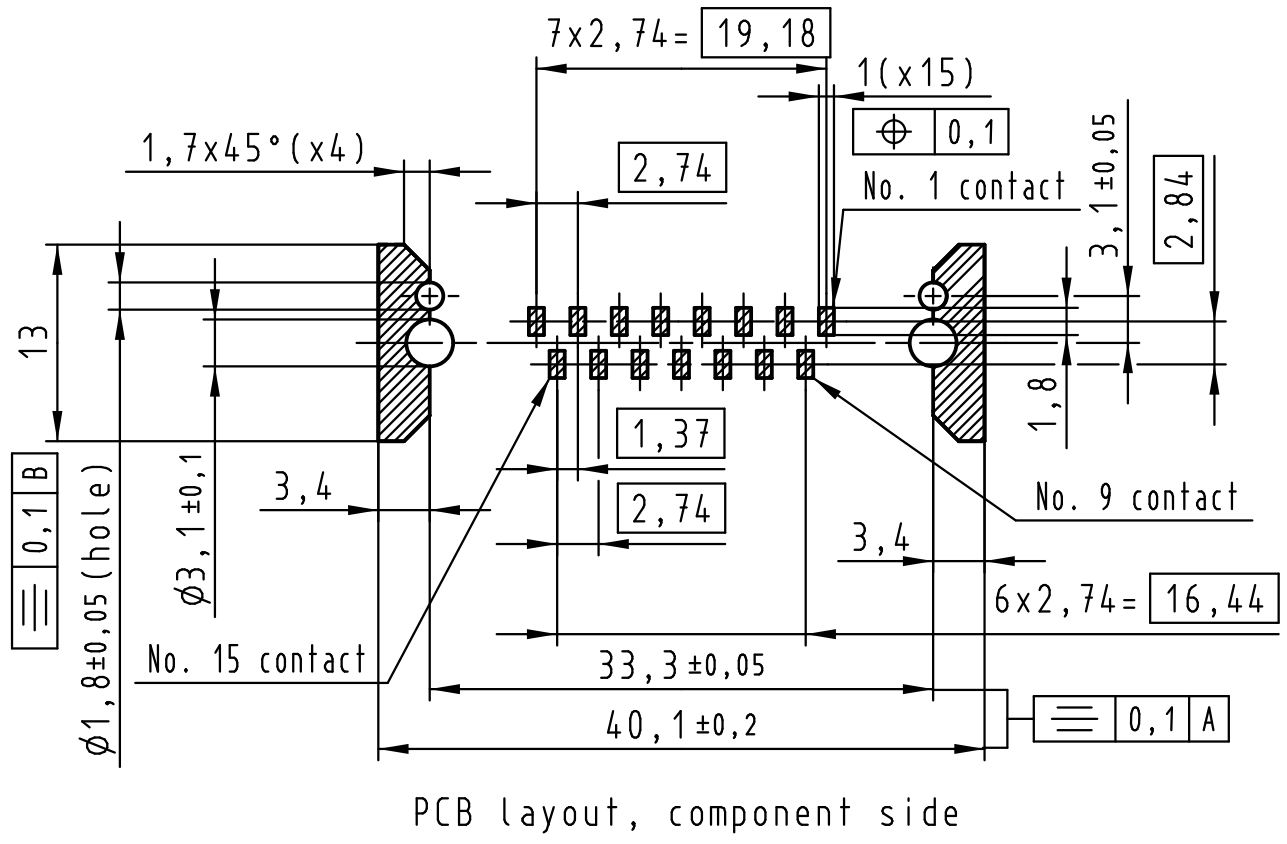 7x2,74= 19,18
1(x15)
⌖ 0,1
1,7x45°(x4)
2,74
No. 1 contact
3,1±0,05
2,84
13
1,8
1,37
2,74
3,4
Ø3,1±0,1
Ø1,8±0,05(hole)
⌯ 0,1 B
No. 9 contact
3,4
6x2,74= 16,44
No. 15 contact
33,3±0,05
40,1±0,2
⌯ 0,1 A
PCB layout, component side